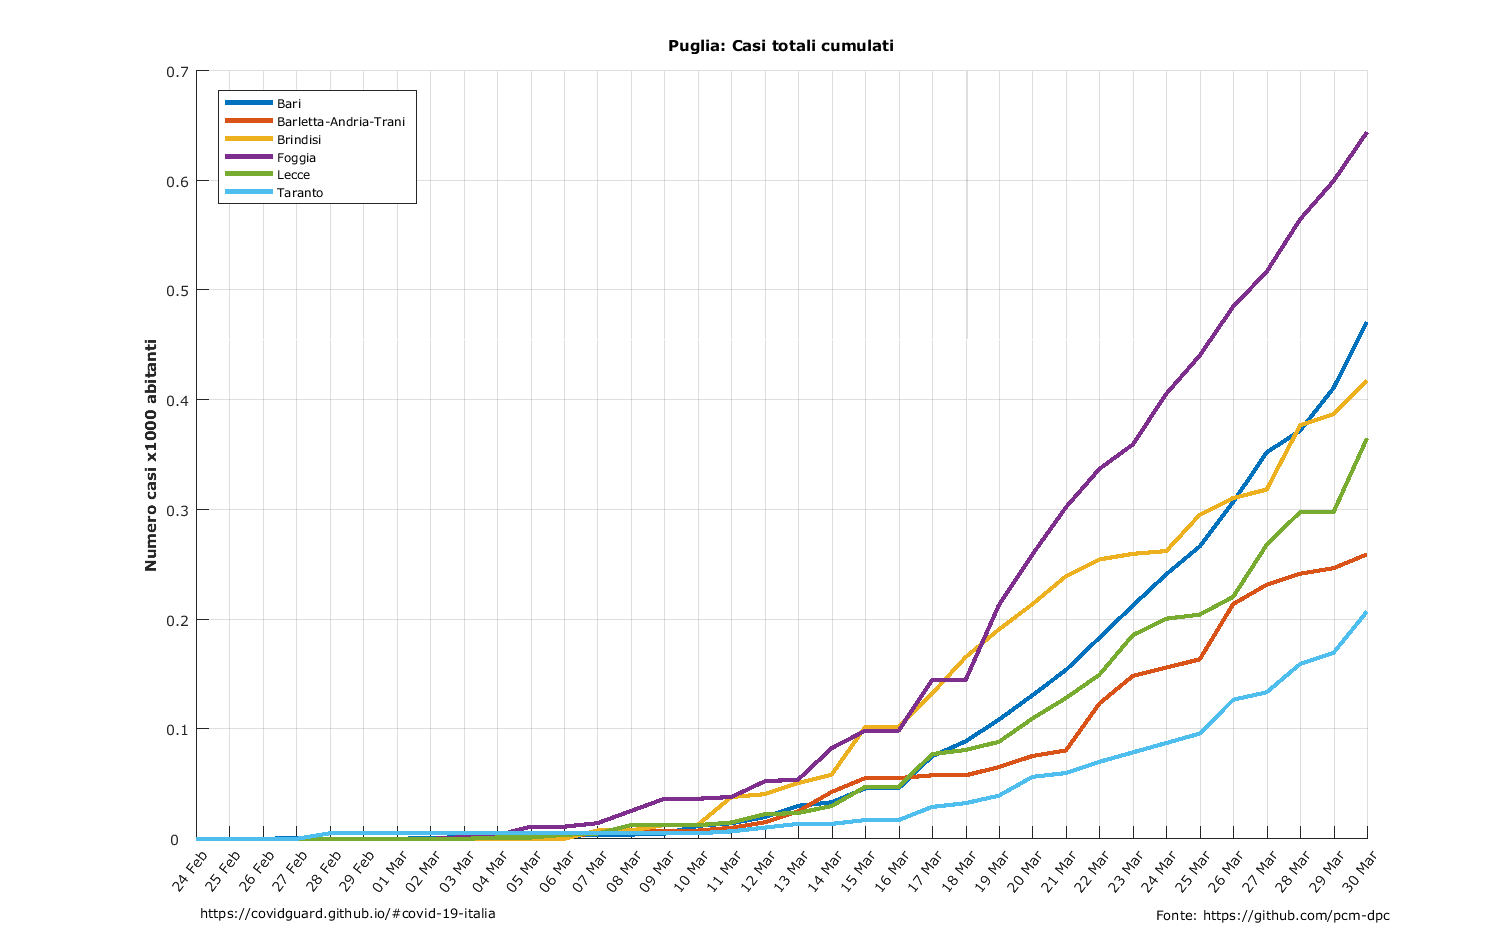 Puglia: Casi totali cumulati
Numero casi x1000 abitanti
0.7
0.6
0.5
0.4
0.3
0.2
0.1
0
Bari
Barletta-Andria-Trani
Brindisi
Foggia
Lecce
Taranto
24 Feb
25 Feb
26 Feb
27 Feb
28 Feb
29 Feb
01 Mar
02 Mar
03 Mar
04 Mar
05 Mar
06 Mar
07 Mar
08 Mar
09 Mar
10 Mar
11 Mar
12 Mar
13 Mar
14 Mar
15 Mar
16 Mar
17 Mar
18 Mar
19 Mar
20 Mar
21 Mar
22 Mar
23 Mar
24 Mar
25 Mar
26 Mar
27 Mar
28 Mar
29 Mar
30 Mar
https://covidguard.github.io/#covid-19-italia
Fonte: https://github.com/pcm-dpc